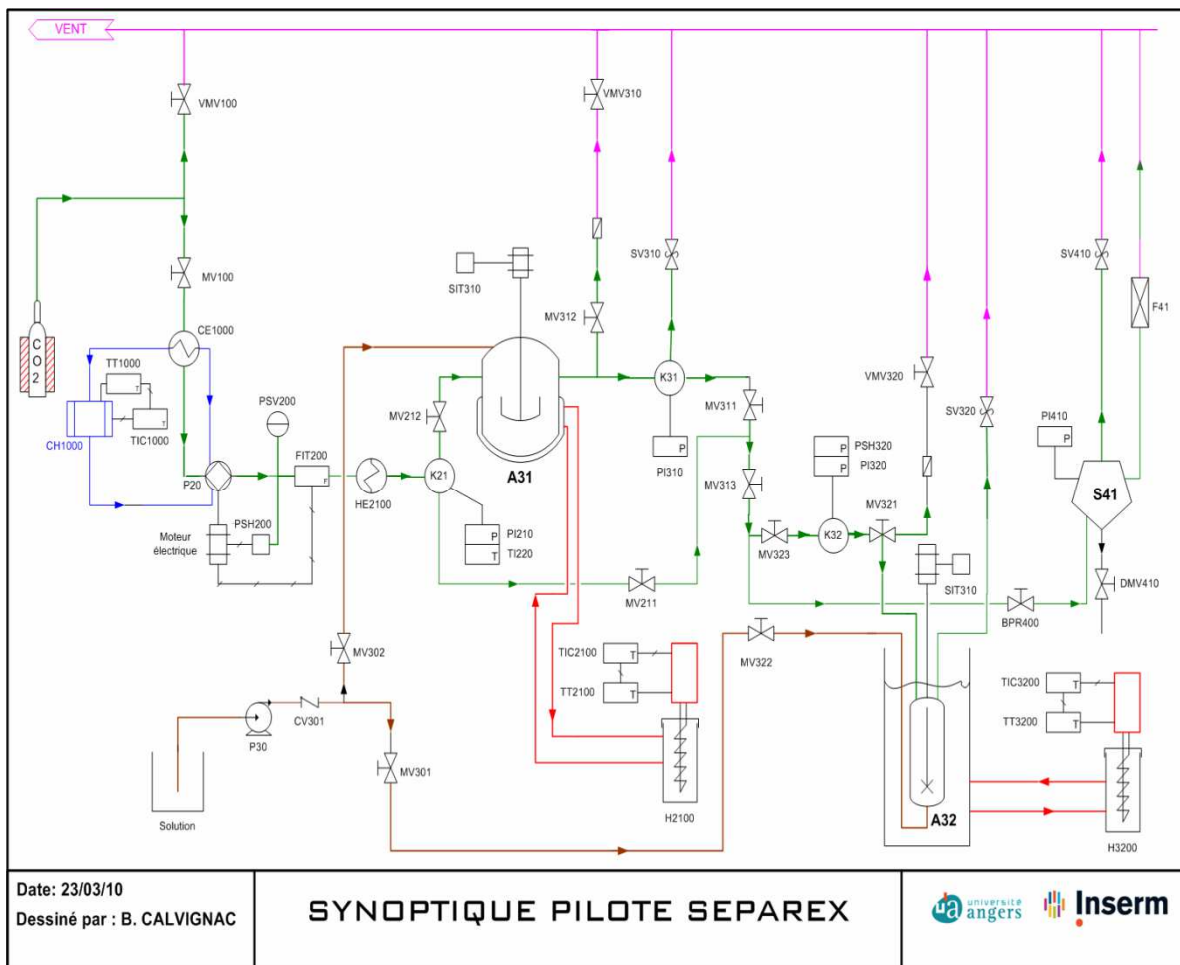 VENT
VMV100
VMV310
MV100
SV310
SV410
F41
SIT310
CO2
CE1000
MV312
TT1000
T
PSV200
VMV320
K31
MV212
MV311
SV320
PI410
P
CH1000
TIC1000
T
FIT200
F
PI310
P
PSH320
P
PI320
P
P20
K21
A31
MV313
MV321
S41
HE2100
Moteur
électrique
PSH200
PI210
P
TI220
T
MV323
K32
SIT310
DMV410
MV211
BPR400
MV302
TIC2100
T
MV322
TT2100
T
TIC3200
T
CV301
TT3200
T
P30
MV301
Solution
H2100
A32
H3200
Date: 23/03/10
Dessiné par : B. CALVIGNAC
SYNOPTIQUE PILOTE SEPAREX
ua
université
angers
Inserm